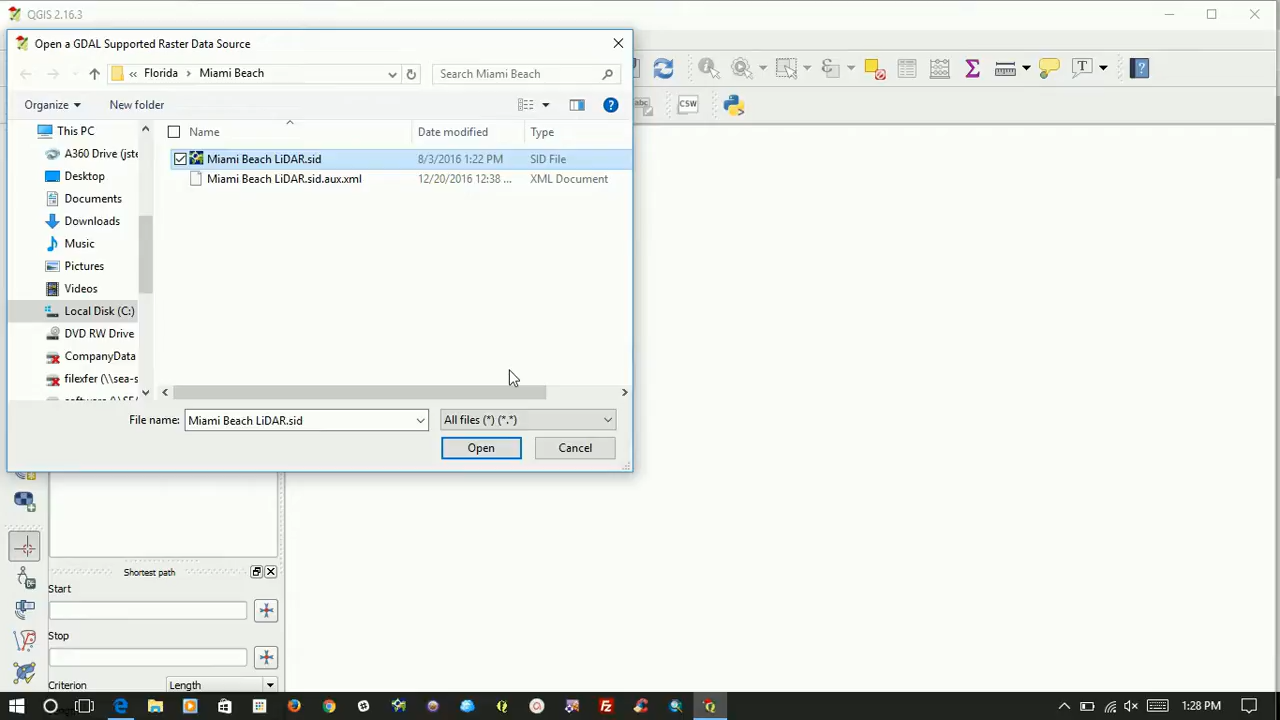 QGIS 2.16.3
Open a GDAL Supported Raster Data Source
« Florida › Miami Beach
Search Miami Beach
Organize
New folder
Name
Date modified
Type
This PC
A360 Drive (jste
Desktop
Documents
Downloads
Music
Pictures
Videos
Local Disk (C:)
DVD RW Drive
CompanyData
filexfer (\\sea-s
Miami Beach LiDAR.sid
8/3/2016 1:22 PM
SID File
Miami Beach LiDAR.sid.aux.xml
12/20/2016 12:38 ...
XML Document
File name:
Miami Beach LiDAR.sid
All files (*) (*.*)
Open
Cancel
abc
CSW
T
Shortest path
Start
Stop
Criterion
Length
1:28 PM